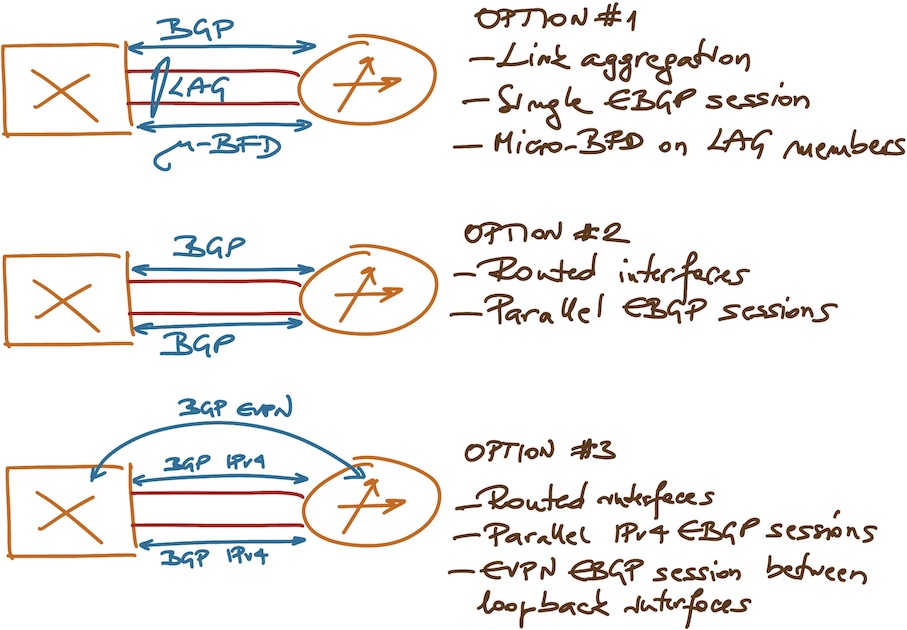 BGP
LAG
μ-BFD
OPTION #1
- Link aggregation
- Single EBGP session
- Micro-BFD on LAG members
BGP
BGP
OPTION #2
- Routed interfaces
- Parallel EBGP sessions
BGP EVPN
BGP IPv4
BGP IPv4
OPTION #3
- Routed interfaces
- Parallel IPv4 EBGP sessions
- EVPN EBGP session between
loopback interfaces